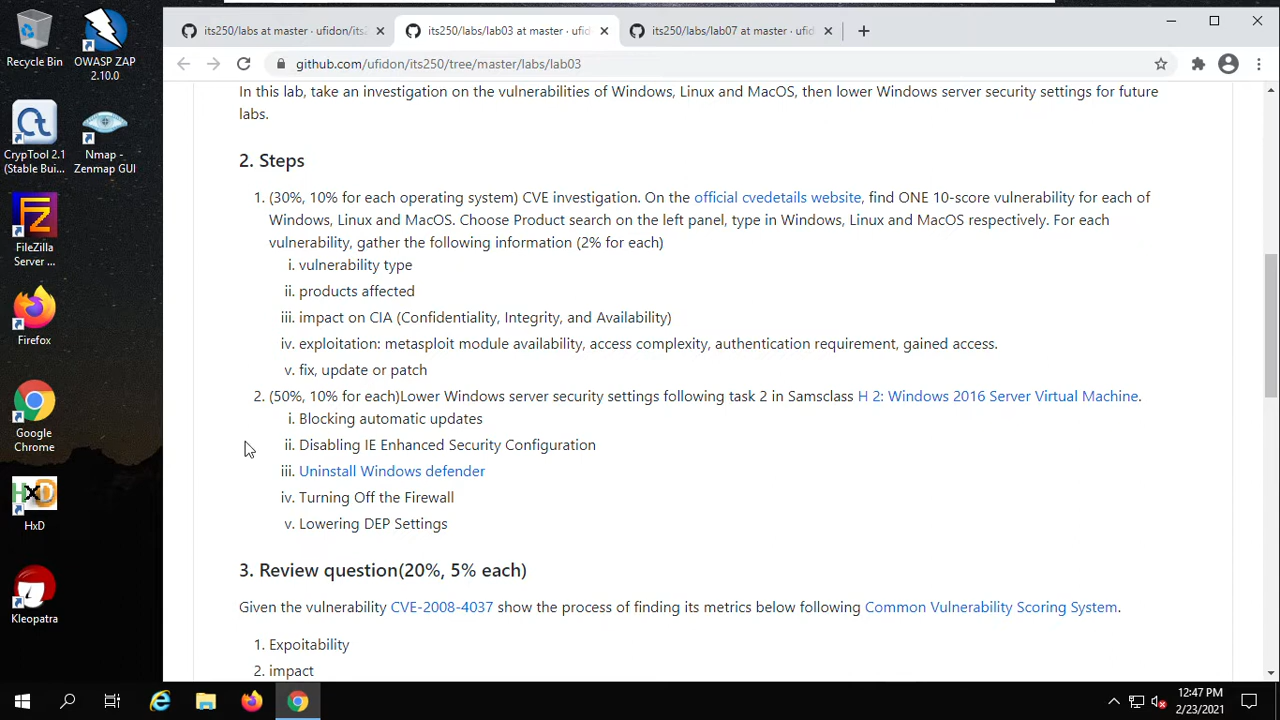 Recycle Bin
OWASP ZAP
2.10.0
CrypTool 2.1
(Stable Bui...
Nmap -
Zenmap GUI
FileZilla
Server ...
Firefox
Google
Chrome
HxD
Kleopatra
its250/labs at master · ufidon/its2
its250/labs/lab03 at master · ufid
its250/labs/lab07 at master · ufid
github.com/ufidon/its250/tree/master/labs/lab03
In this lab, take an investigation on the vulnerabilities of Windows, Linux and MacOS, then lower Windows server security settings for future
labs.
2. Steps
1. (30%, 10% for each operating system) CVE investigation. On the official cvedetails website, find ONE 10-score vulnerability for each of
Windows, Linux and MacOS. Choose Product search on the left panel, type in Windows, Linux and MacOS respectively. For each
vulnerability, gather the following information (2% for each)
i. vulnerability type
ii. products affected
iii. impact on CIA (Confidentiality, Integrity, and Availability)
iv. exploitation: metasploit module availability, access complexity, authentication requirement, gained access.
v. fix, update or patch
2. (50%, 10% for each)Lower Windows server security settings following task 2 in Samsclass H 2: Windows 2016 Server Virtual Machine.
i. Blocking automatic updates
ii. Disabling IE Enhanced Security Configuration
iii. Uninstall Windows defender
iv. Turning Off the Firewall
v. Lowering DEP Settings
3. Review question(20%, 5% each)
Given the vulnerability CVE-2008-4037 show the process of finding its metrics below following Common Vulnerability Scoring System.
1. Expoitability
2. impact
12:47 PM
2/23/2021